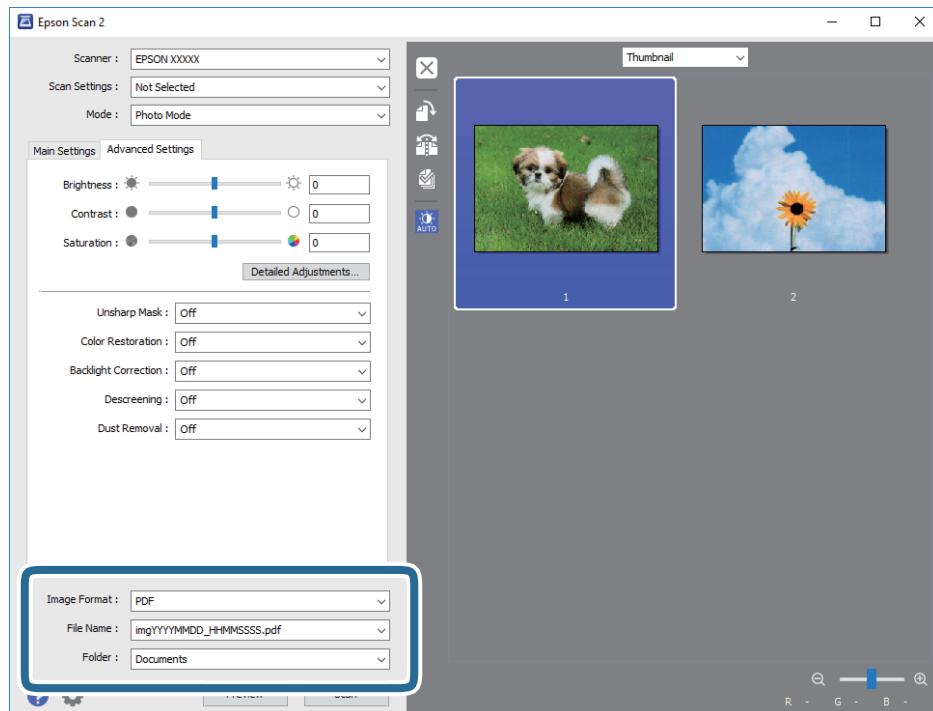 Epson Scan 2
Scanner : EPSON XXXXX
Scan Settings : Not Selected
Mode : Photo Mode
Main Settings Advanced Settings
Brightness : 0
Contrast : 0
Saturation : 0
Detailed Adjustments...
Unsharp Mask : Off
Color Restoration : Off
Backlight Correction : Off
Descreening : Off
Dust Removal : Off
Image Format : PDF
File Name : imgYYYYMMDD_HHMMSSSS.pdf
Folder : Documents
Thumbnail
AUTO
1
2
R - G - B -